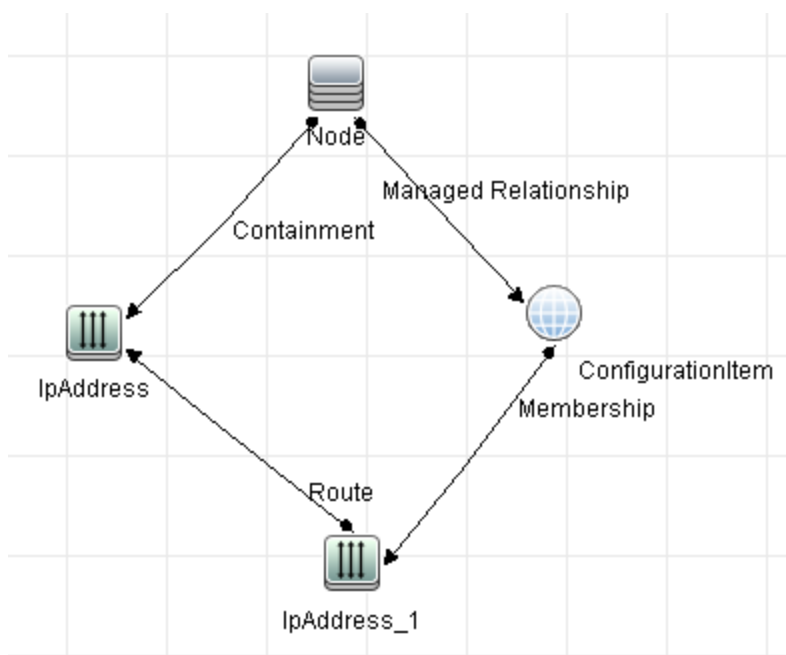 Node
Managed Relationship
Containment
ConfigurationItem
IpAddress
Membership
Route
IpAddress_1